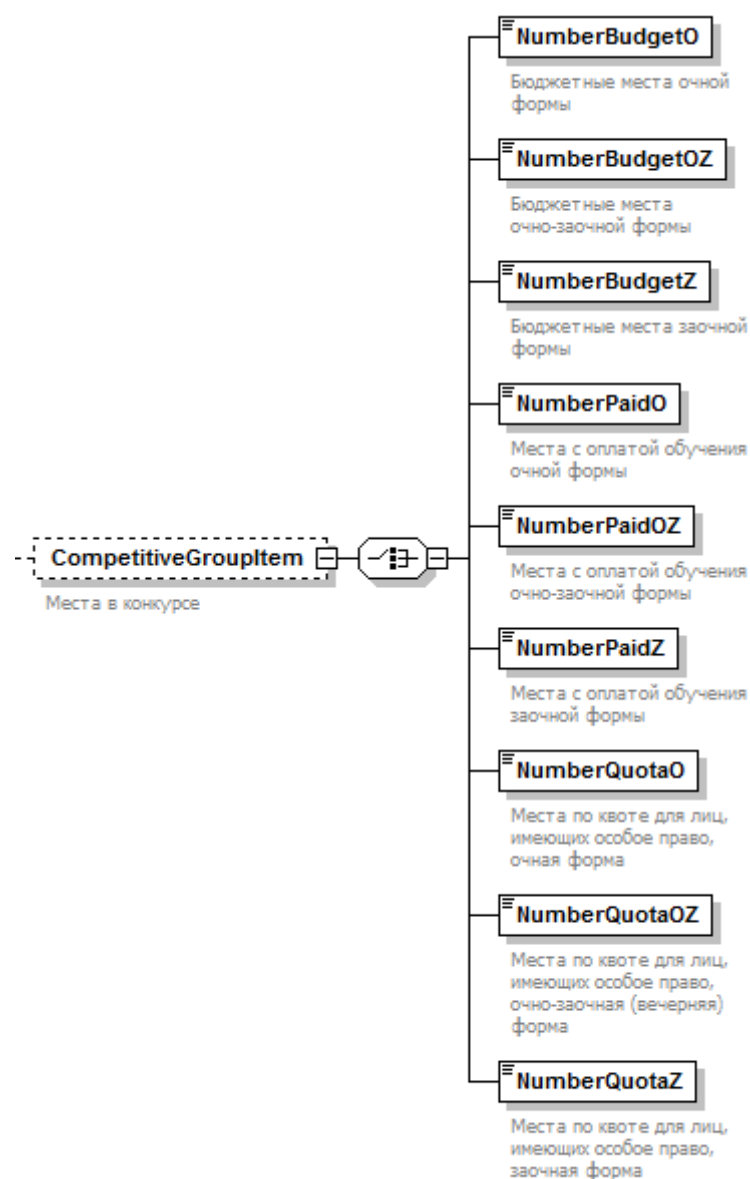 NumberBudgetO
Бюджетные места очной
формы
NumberBudgetOZ
Бюджетные места
очно-заочной формы
NumberBudgetZ
Бюджетные места заочной
формы
NumberPaidO
Места с оплатой обучения
очной формы
NumberPaidOZ
Места с оплатой обучения
очно-заочной формы
CompetitiveGroupItem
Места в конкурсе
NumberPaidZ
Места с оплатой обучения
заочной формы
NumberQuotaO
Места по квоте для лиц,
имеющих особое право,
очная форма
NumberQuotaOZ
Места по квоте для лиц,
имеющих особое право,
очно-заочная (вечерняя)
форма
NumberQuotaZ
Места по квоте для лиц,
имеющих особое право,
заочная форма